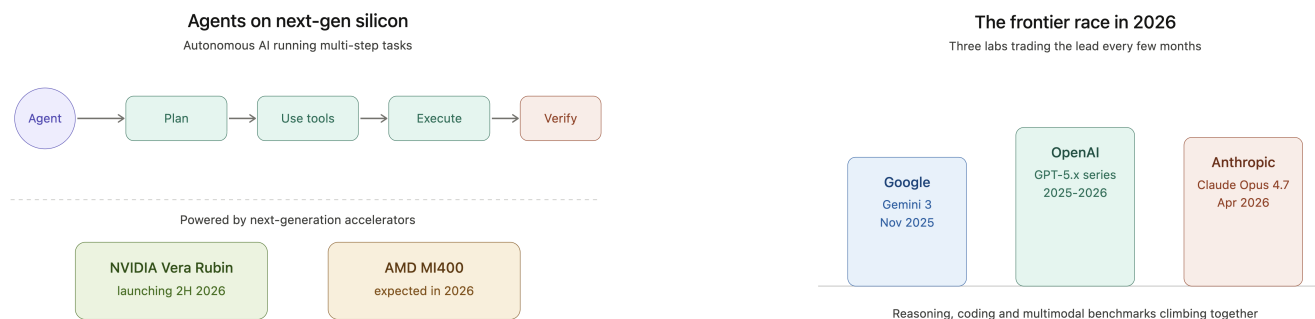 Agents on next-gen silicon
Autonomous AI running multi-step tasks
Agent
Plan
Use tools
Execute
Verify
Powered by next-generation accelerators
NVIDIA Vera Rubin
launching 2H 2026
AMD MI400
expected in 2026
The frontier race in 2026
Three labs trading the lead every few months
Google
Gemini 3
Nov 2025
OpenAI
GPT-5.x series
2025-2026
Anthropic
Claude Opus 4.7
Apr 2026
Reasoning, coding and multimodal benchmarks climbing together